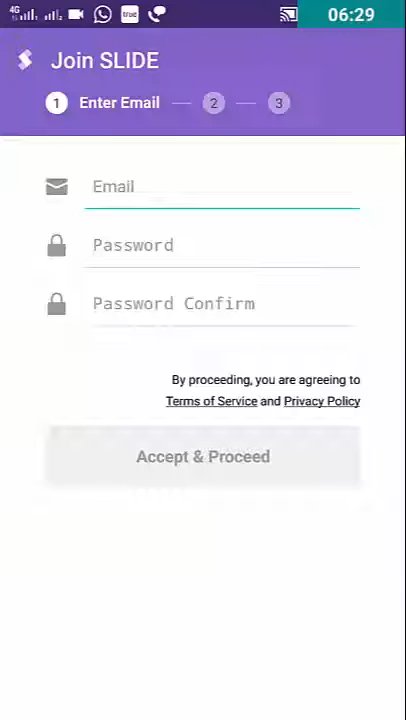 4G true 06:29
Join SLIDE
1 Enter Email 2 3
Email
Password
Password Confirm
By proceeding, you are agreeing to
Terms of Service and Privacy Policy
Accept & Proceed